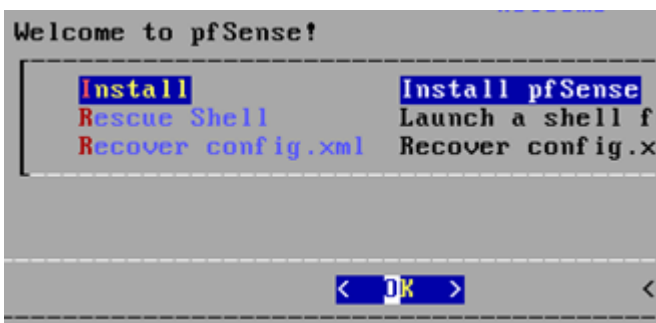 Welcome to pfSense!
Install Install pfSense
Rescue Shell Launch a shell f
Recover config.xml Recover config.x
< OK > <